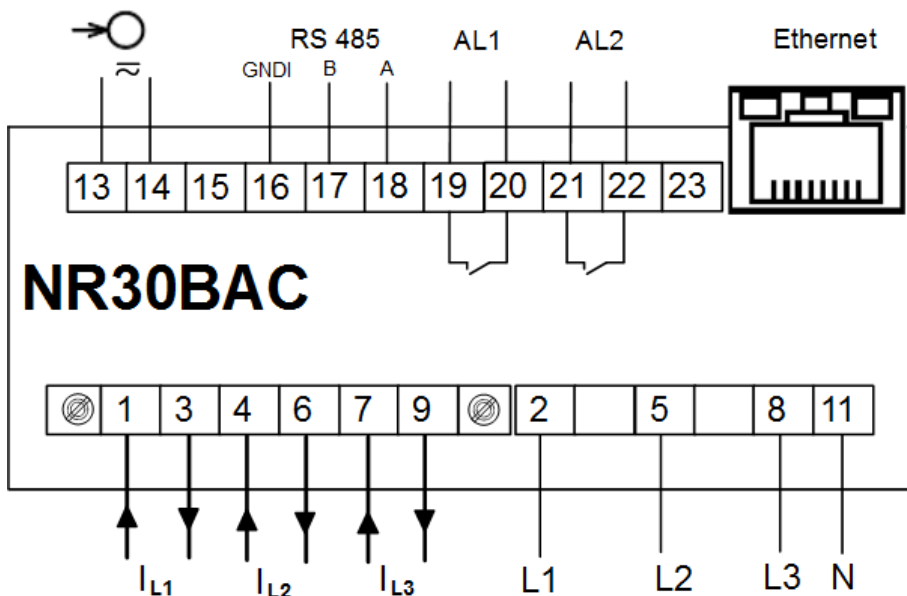 RS 485 AL1 AL2 Ethernet
GNDI B A
13 14 15 16 17 18 19 20 21 22 23
NR30BAC
1 3 4 6 7 9 2 5 8 11
IL1 IL2 IL3 L1 L2 L3 N